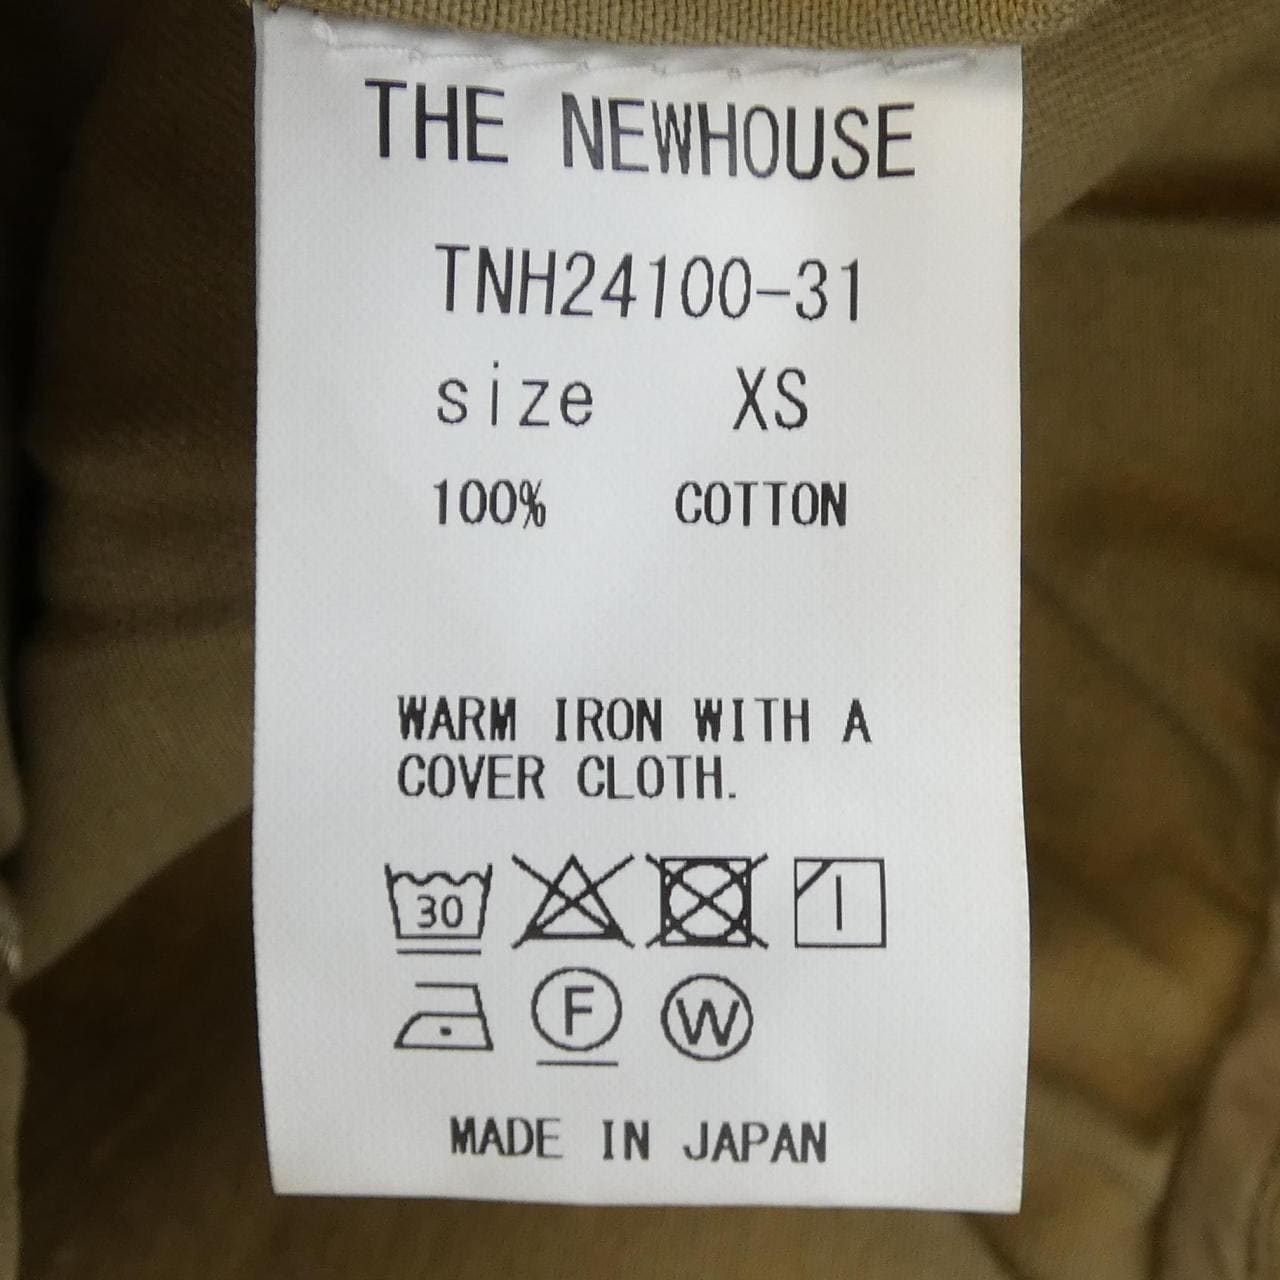 THE NEWHOUSE
TNH24100-31
size XS
100% COTTON
WARM IRON WITH A
COVER CLOTH.
30
F W
MADE IN JAPAN